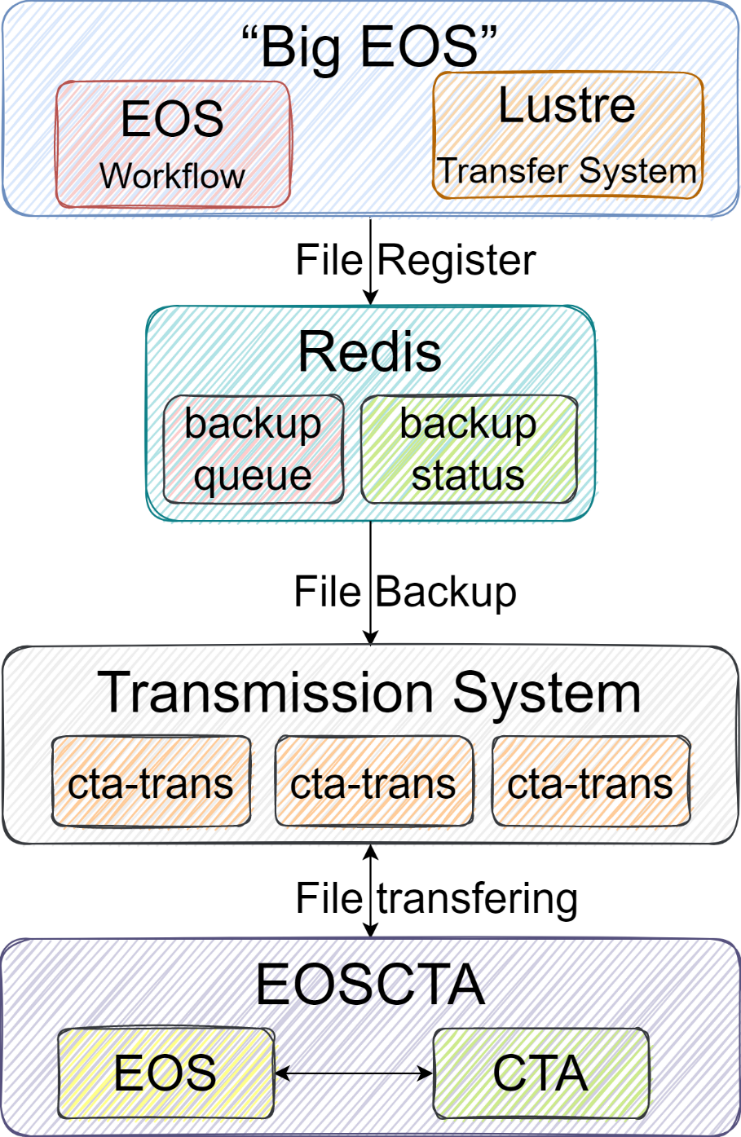 “Big EOS”
EOS
Workflow
Lustre
Transfer System
File Register
Redis
backup
queue
backup
status
File Backup
Transmission System
cta-trans
cta-trans
cta-trans
File transfering
EOSCTA
EOS
CTA